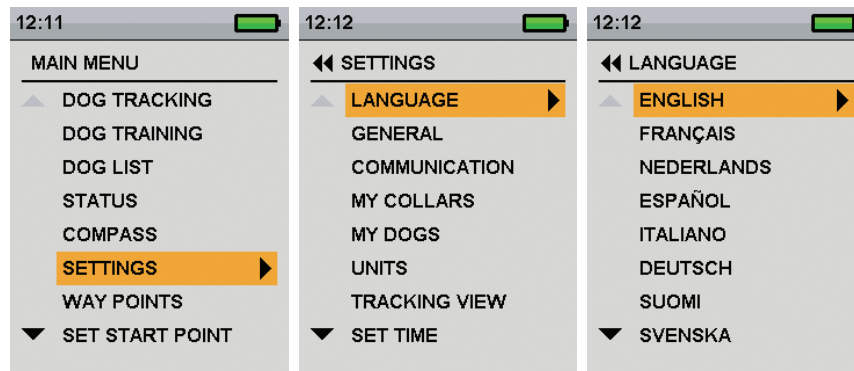 12:11
MAIN MENU
DOG TRACKING
DOG TRAINING
DOG LIST
STATUS
COMPASS
SETTINGS
WAY POINTS
SET START POINT
12:12
SETTINGS
LANGUAGE
GENERAL
COMMUNICATION
MY COLLARS
MY DOGS
UNITS
TRACKING VIEW
SET TIME
12:12
LANGUAGE
ENGLISH
FRANÇAIS
NEDERLANDS
ESPAÑOL
ITALIANO
DEUTSCH
SUOMI
SVENSKA